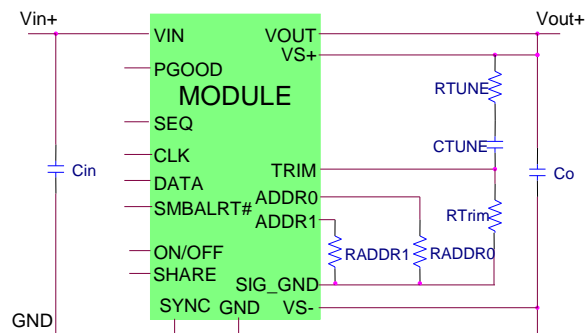 Vin+
Vout+
VIN
VOUT
VS+
PGOOD
RTUNE
MODULE
SEQ
CTUNE
CLK
TRIM
Cin
Co
DATA
ADDR0
SMBALRT#
ADDR1
RTrim
ON/OFF
RADDR1
RADDR0
SHARE
SIG_GND
SYNC
GND
VS-
GND